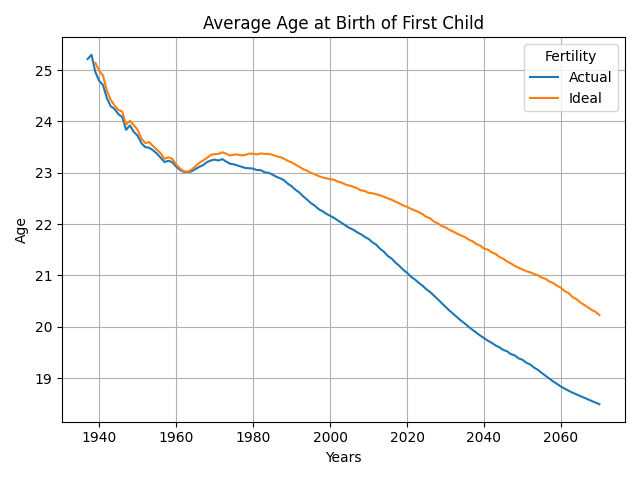 Average Age at Birth of First Child
Fertility
Actual
Ideal
Age
25
24
23
22
21
20
19
1940 1960 1980 2000 2020 2040 2060
Years